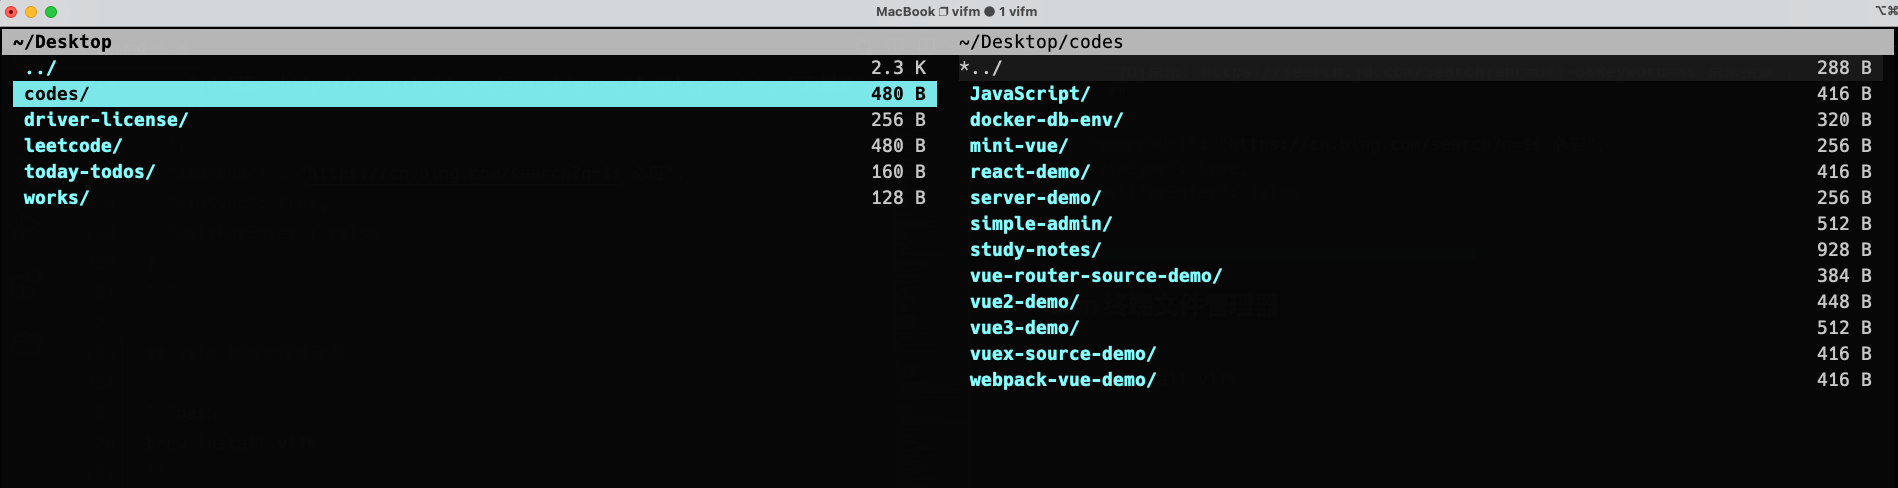 MacBook ❐ vifm ● 1 vifm ⌥⌘
~/Desktop
../ 2.3 K
codes/ 480 B
driver-license/ 256 B
leetcode/ 480 B
today-todos/ 160 B
works/ 128 B
~/Desktop/codes
*../ 288 B
JavaScript/ 416 B
docker-db-env/ 320 B
mini-vue/ 256 B
react-demo/ 416 B
server-demo/ 256 B
simple-admin/ 512 B
study-notes/ 928 B
vue-router-source-demo/ 384 B
vue2-demo/ 448 B
vue3-demo/ 512 B
vuex-source-demo/ 416 B
webpack-vue-demo/ 416 B